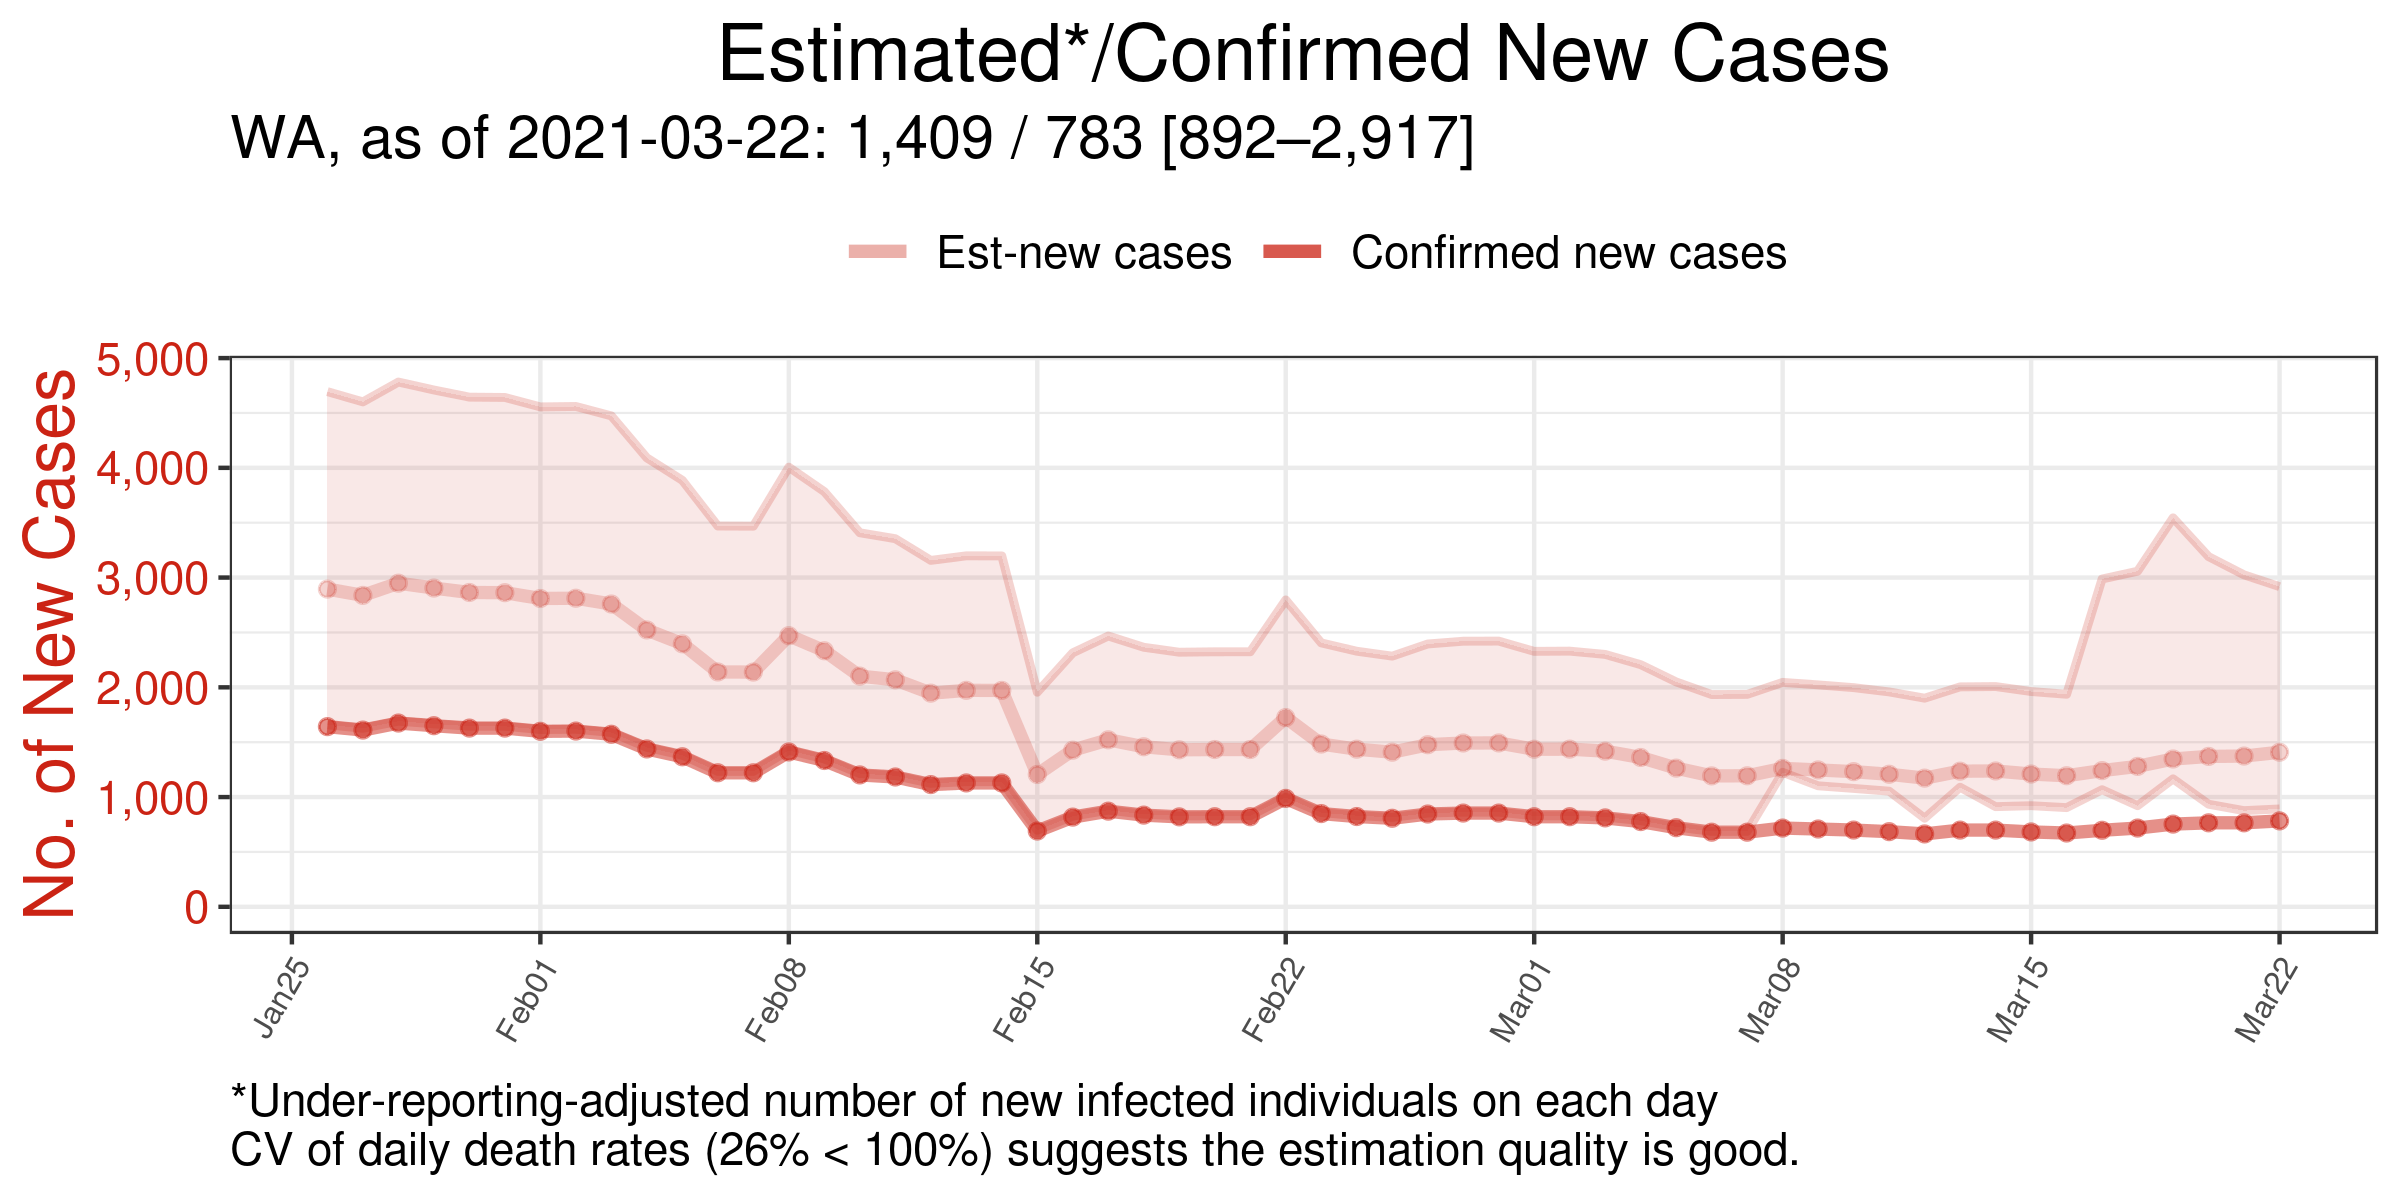 Estimated*/Confirmed New Cases
WA, as of 2021-03-22: 1,409 / 783 [892–2,917]
Est-new cases
Confirmed new cases
No. of New Cases
5,000
4,000
3,000
2,000
1,000
0
Jan25
Feb01
Feb08
Feb15
Feb22
Mar01
Mar08
Mar15
Mar22
*Under-reporting-adjusted number of new infected individuals on each day
CV of daily death rates (26% < 100%) suggests the estimation quality is good.